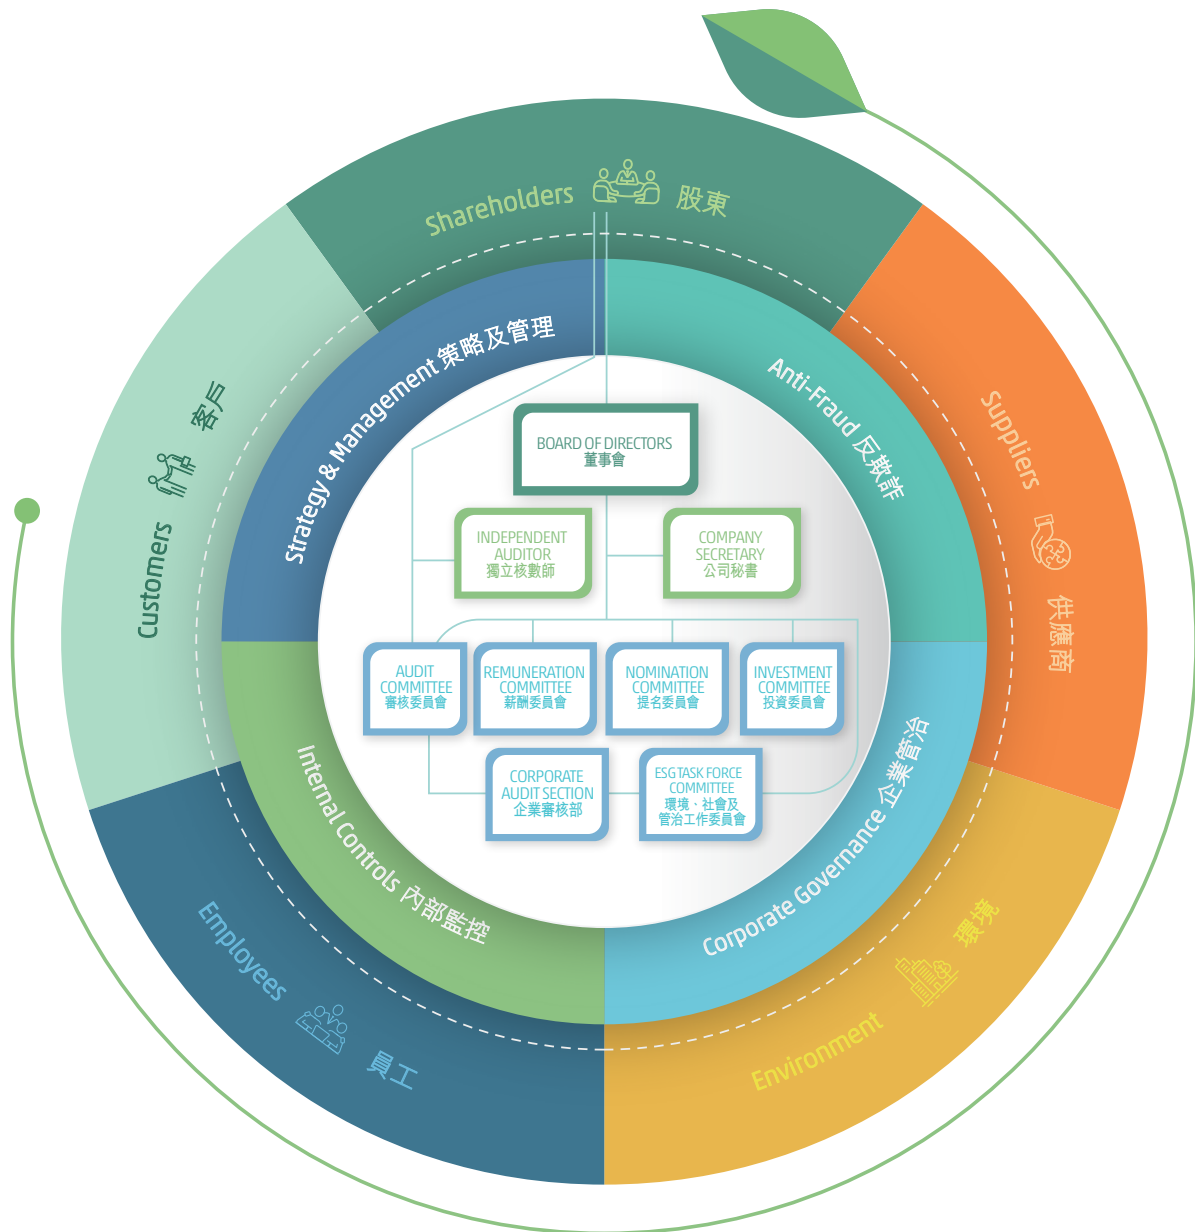 Shareholders 股東
Strategy & Management 策略及管理
Anti-Fraud 反欺詐
Suppliers 供應商
Customers 客戶
BOARD OF DIRECTORS
董事會
INDEPENDENT
AUDITOR
獨立核數師
COMPANY
SECRETARY
公司秘書
AUDIT
COMMITTEE
審核委員會
REMUNERATION
COMMITTEE
薪酬委員會
NOMINATION
COMMITTEE
提名委員會
INVESTMENT
COMMITTEE
投資委員會
CORPORATE
AUDIT SECTION
企業審核部
ESG TASK FORCE
COMMITTEE
環境、社會及
管治工作委員會
Internal Controls 內部監控
Corporate Governance 企業管治
Employees 員工
Environment 環境